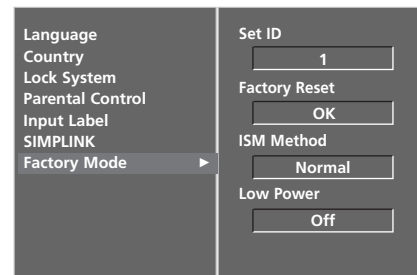 Language
Country
Lock System
Parental Control
Input Label
SIMPLINK
Factory Mode ►
Set ID
1
Factory Reset
OK
ISM Method
Normal
Low Power
Off